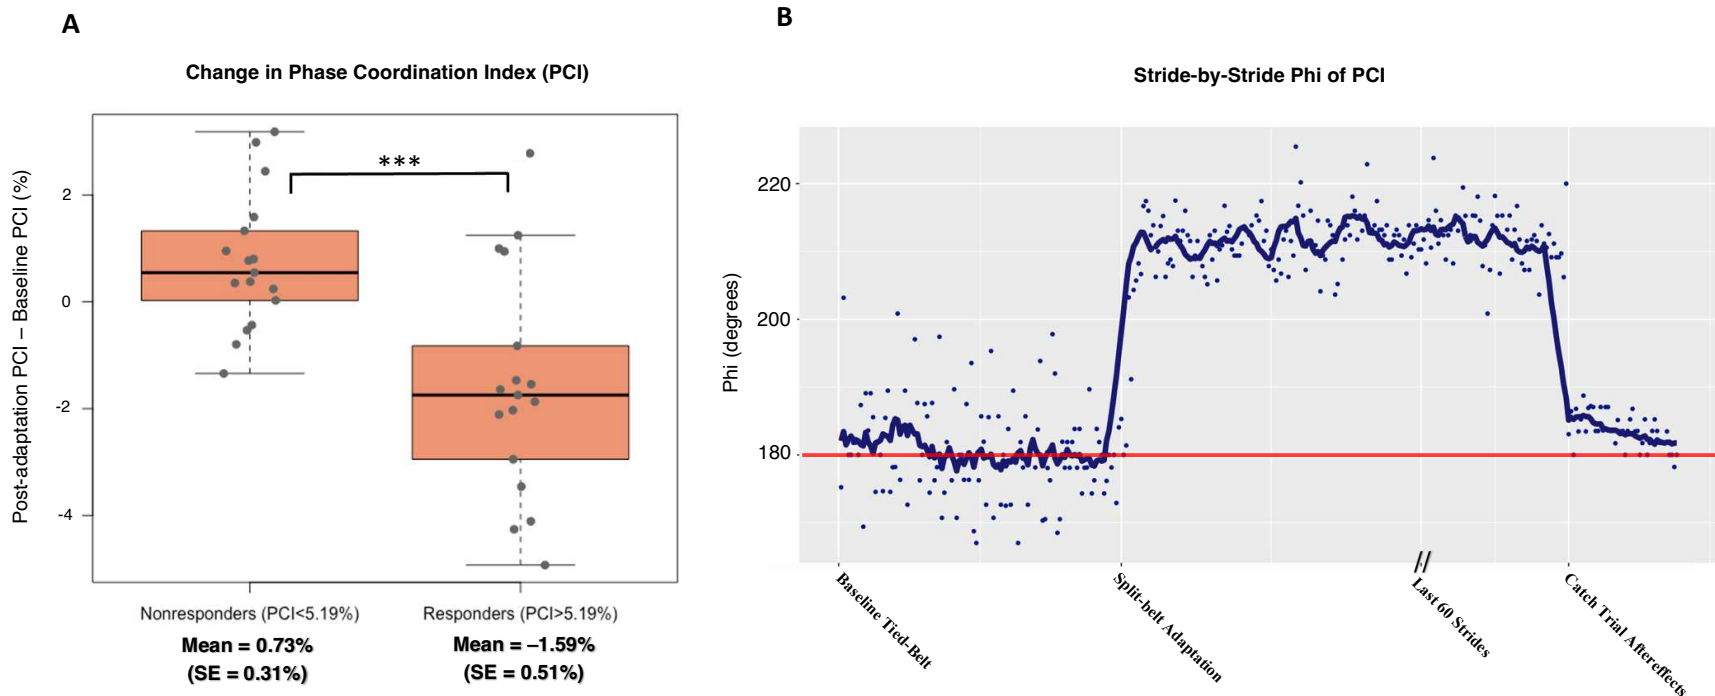 A
Change in Phase Coordination Index (PCI)
Post-adaptation PCI – Baseline PCI (%)
2
0
-2
-4
***
Nonresponders (PCI<5.19%)
Mean = 0.73%
(SE = 0.31%)
Responders (PCI>5.19%)
Mean = –1.59%
(SE = 0.51%)
B
Stride-by-Stride Phi of PCI
Phi (degrees)
220
200
180
//
Baseline Tied-Belt
Split-belt Adaptation
Last 60 Strides
Catch Trial Aftereffects